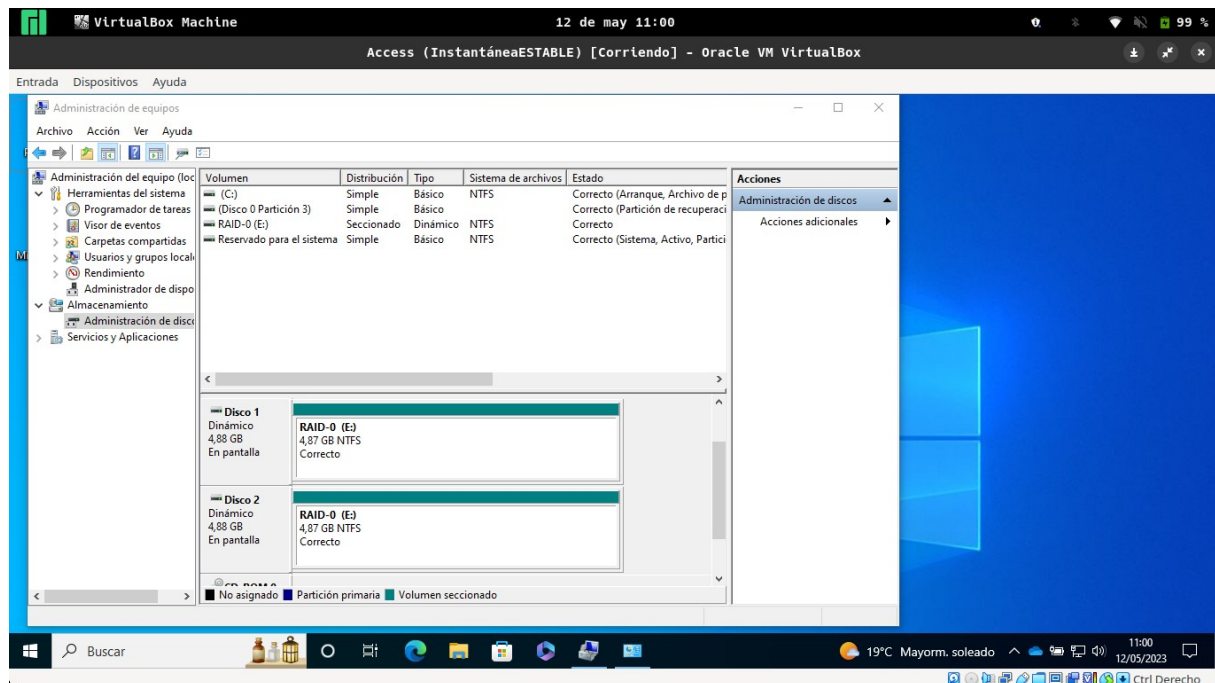 VirtualBox Machine 12 de may 11:00 99 %
Access (InstantáneaESTABLE) [Corriendo] - Oracle VM VirtualBox
Entrada Dispositivos Ayuda
Administración de equipos
Archivo Acción Ver Ayuda
Administración del equipo (loc
Herramientas del sistema
Programador de tareas
Visor de eventos
Carpetas compartidas
Usuarios y grupos local
Rendimiento
Administrador de dispo
Almacenamiento
Administración de disco
Servicios y Aplicaciones
Volumen Distribución Tipo Sistema de archivos Estado
(C:) Simple Básico NTFS Correcto (Arranque, Archivo de p
(Disco 0 Partición 3) Simple Básico Correcto (Partición de recuperaci
RAID-0 (E:) Seccionado Dinámico NTFS Correcto
Reservado para el sistema Simple Básico NTFS Correcto (Sistema, Activo, Partici
Acciones
Administración de discos
Acciones adicionales
Disco 1
Dinámico
4,88 GB
En pantalla
RAID-0 (E:)
4,87 GB NTFS
Correcto
Disco 2
Dinámico
4,88 GB
En pantalla
RAID-0 (E:)
4,87 GB NTFS
Correcto
No asignado Partición primaria Volumen seccionado
Buscar
19°C Mayorm. soleado
11:00
12/05/2023
Ctrl Derecho